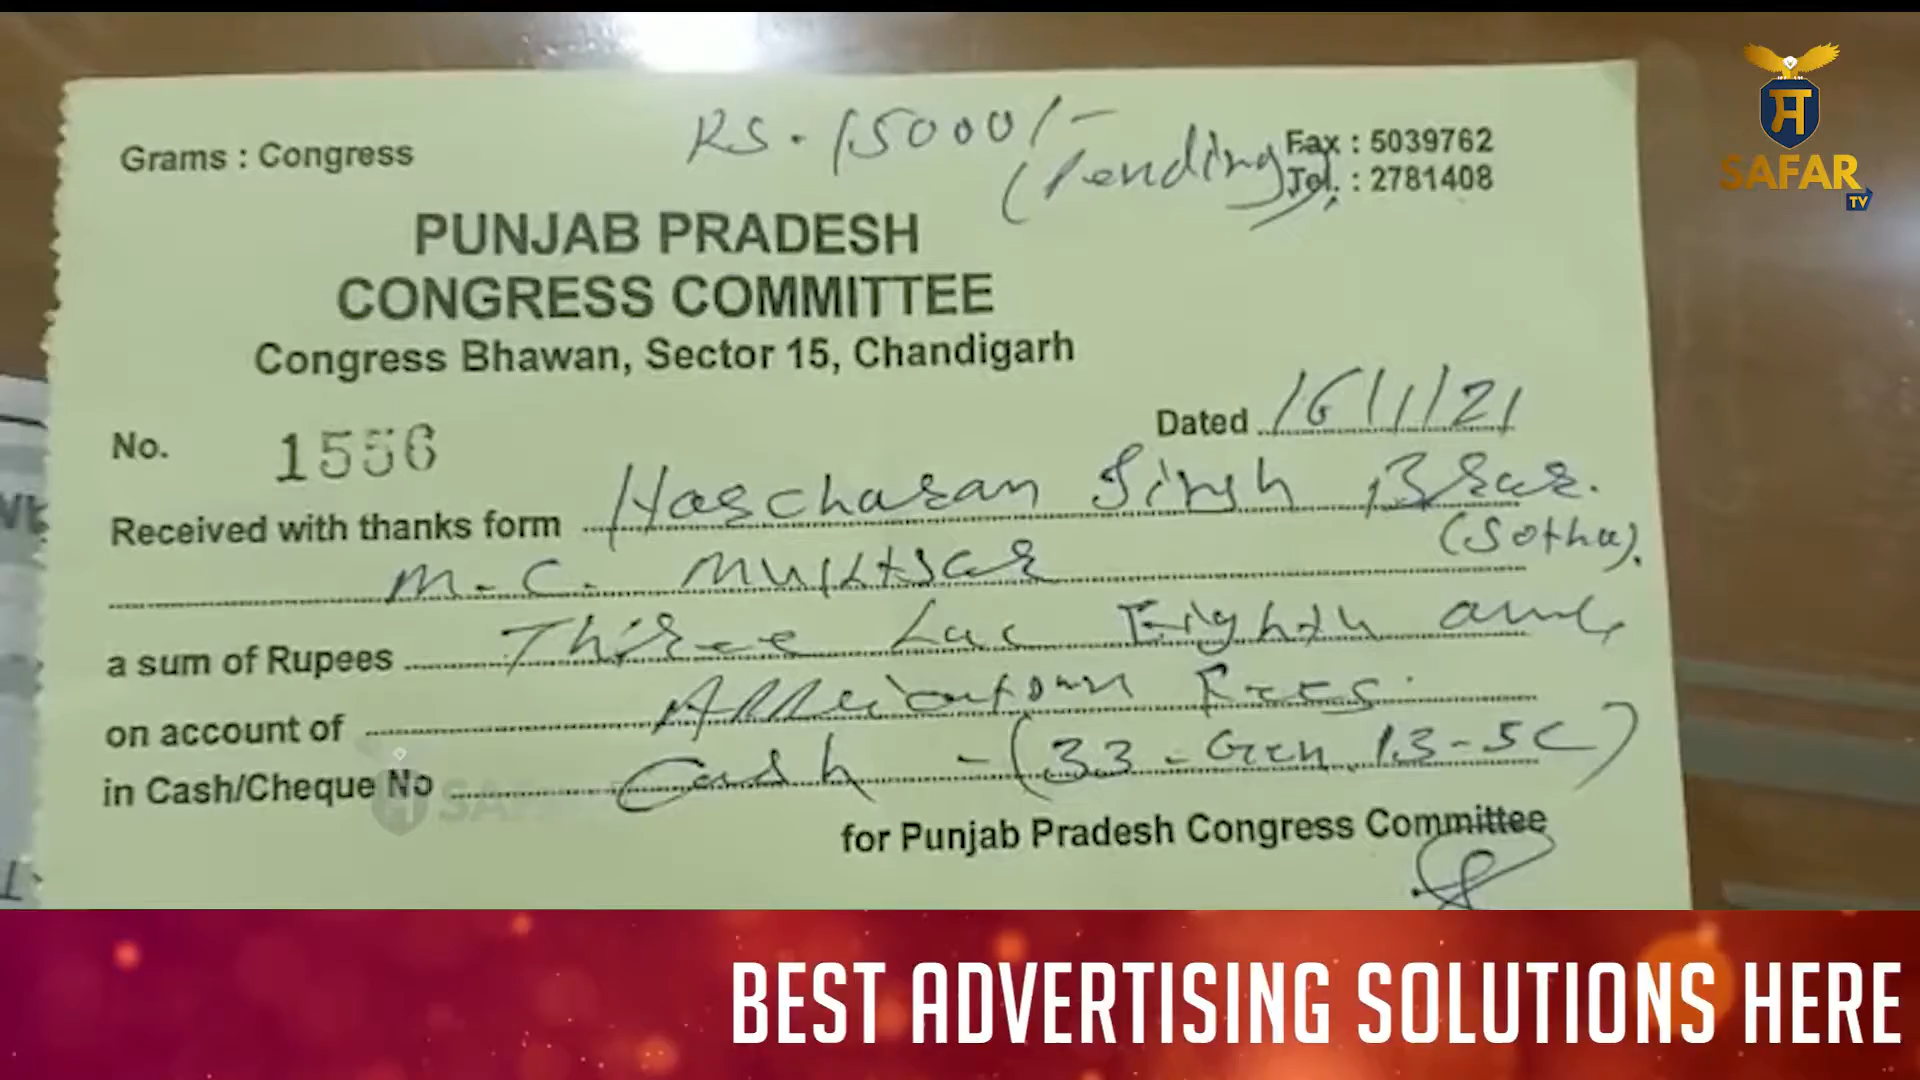 Rs. 15000/-
(Pending)
Grams : Congress
Fax : 5039762
Tel. : 2781408
PUNJAB PRADESH
CONGRESS COMMITTEE
Congress Bhawan, Sector 15, Chandigarh
No. 1556
Dated 16/1/21
Received with thanks form Harcharan Singh Brar.
(Sotha).
M.C. Muktsar
a sum of Rupees Three Lac Eighty
on account of Fees.
in Cash/Cheque No Cash - (33-Gen, 13-SC)
for Punjab Pradesh Congress Committee
म
SAFAR
TV
BEST ADVERTISING SOLUTIONS HERE